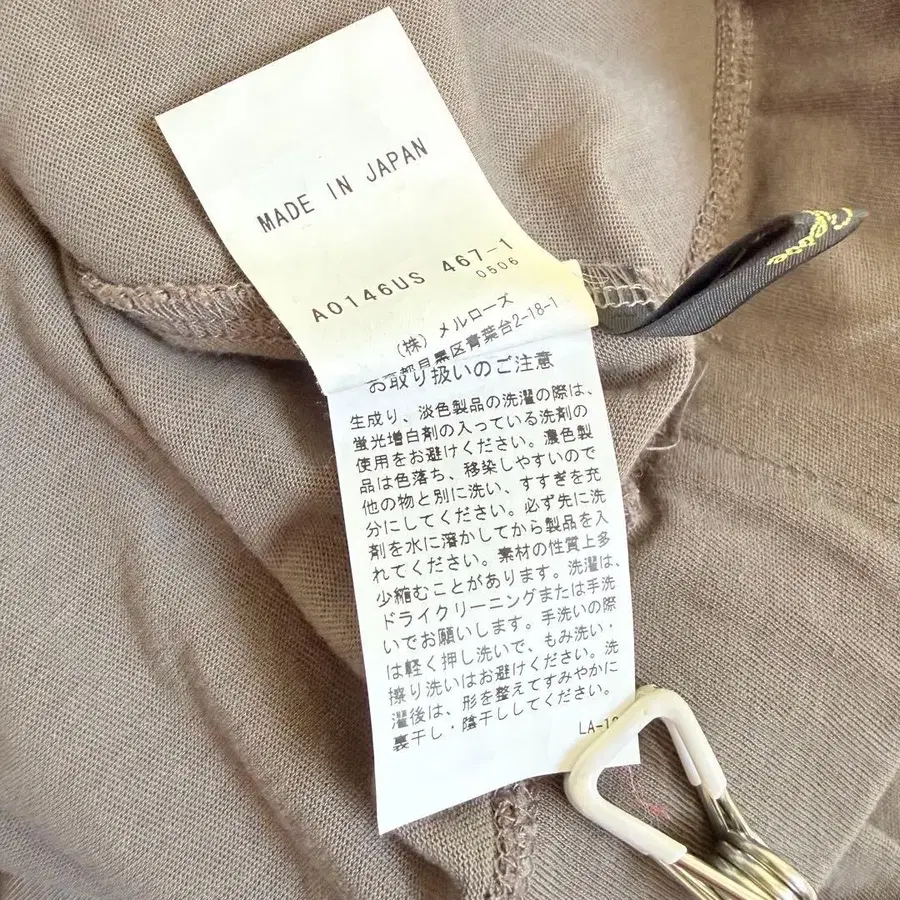 MADE IN JAPAN
A0146US 467-1
0506
(株) メルローズ
区青葉台2-18-1
お取り扱いのご注意
生成り、淡色製品の洗濯の際は、
蛍光増白剤の入っている洗剤の
使用をお避けください。濃色製
品は色落ち、移染しやすいので
他の物と別に洗い、すすぎを充
分にしてください。必ず先に洗
剤を水に溶かしてから製品を入
れてください。素材の性質上多
少縮むことがあります。洗濯は、
ドライクリーニングまたは手洗
いでお願いします。手洗いの際
は軽く押し洗いで、もみ洗い・
擦り洗いはお避けください。洗
濯後は、形を整えてすみやかに
裏干し・陰干ししてください。